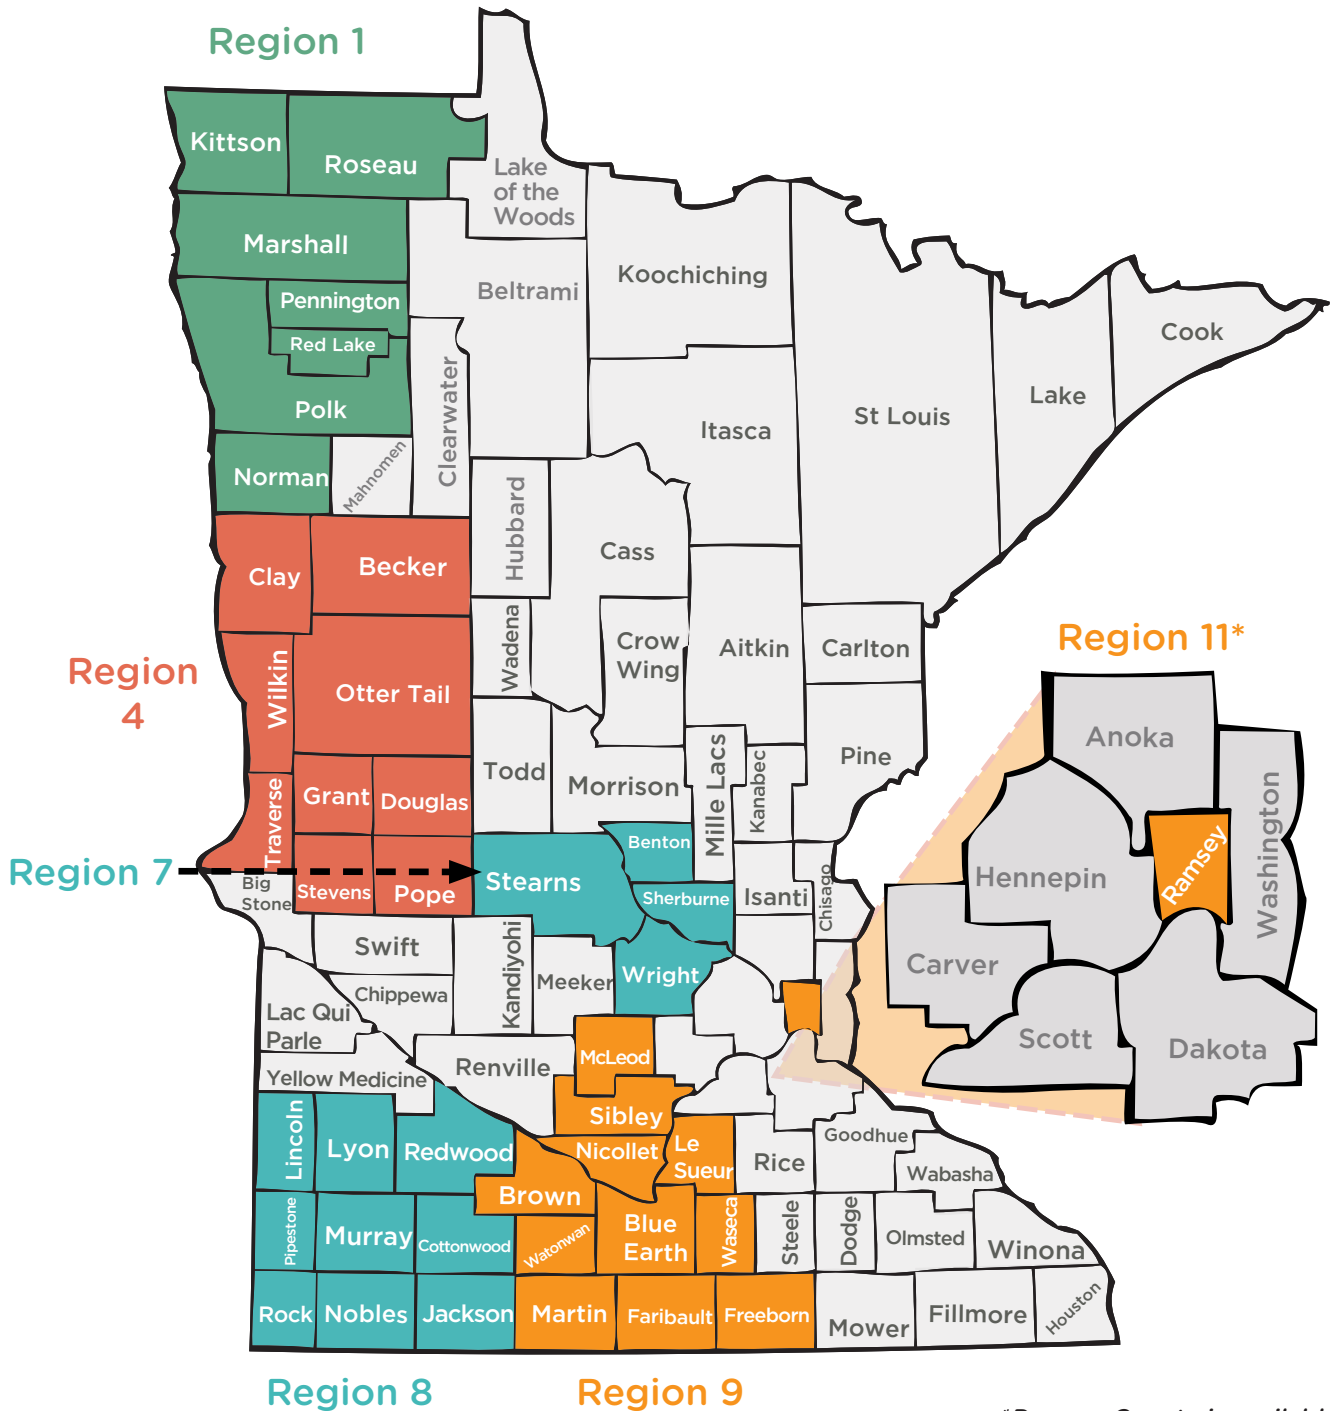 Region 1
Kittson
Roseau
Lake
of the
Woods
Marshall
Koochiching
Beltrami
Pennington
Cook
Red Lake
Clearwater
Lake
Polk
St Louis
Itasca
Norman
Mahnomen
Hubbard
Cass
Becker
Clay
Wadena
Crow
Wing
Aitkin
Carlton
Region 11*
Region
4
Wilkin
Otter Tail
Anoka
Pine
Todd
Morrison
Mille Lacs
Kanabec
Grant
Douglas
Traverse
Washington
Benton
Ramsey
Region 7
Stearns
Hennepin
Big
Stone
Stevens
Pope
Sherburne
Isanti
Chisago
Swift
Kandiyohi
Meeker
Wright
Carver
Chippewa
Lac Qui
Parle
Scott
Dakota
McLeod
Renville
Yellow Medicine
Sibley
Lincoln
Lyon
Redwood
Nicollet
Le
Sueur
Rice
Goodhue
Wabasha
Brown
Pipestone
Murray
Cottonwood
Watonwan
Blue
Earth
Waseca
Steele
Dodge
Olmsted
Winona
Rock
Nobles
Jackson
Martin
Faribault
Freeborn
Mower
Fillmore
Houston
Region 8
Region 9